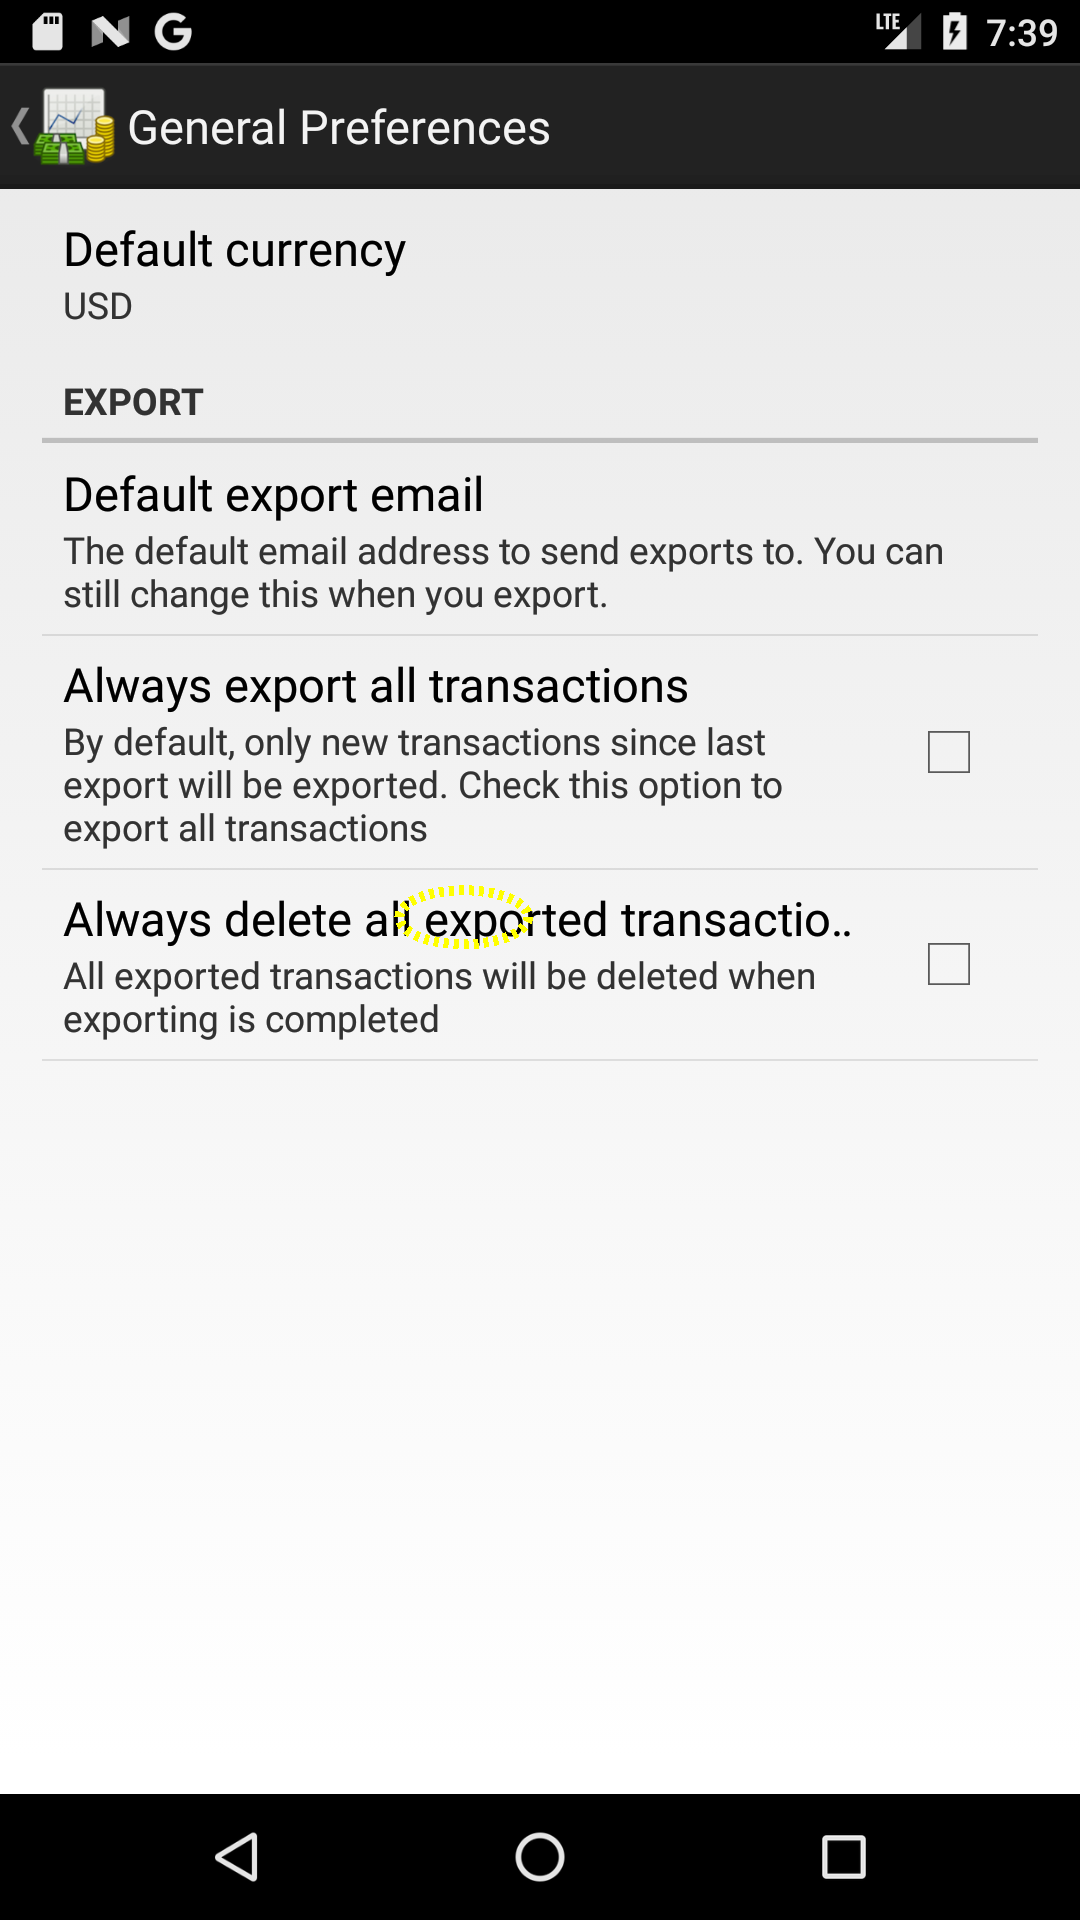 LTE 7:39
General Preferences
Default currency
USD
EXPORT
Default export email
The default email address to send exports to. You can
still change this when you export.
Always export all transactions
By default, only new transactions since last
export will be exported. Check this option to
export all transactions
Always delete all exported transactio..
All exported transactions will be deleted when
exporting is completed